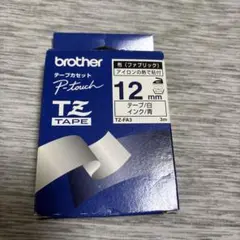 brother
テープカセット
P-touch
TZ
TAPE
布(ファブリック)
アイロンの熱で貼付
12mm
テープ/白
インク/青
TZ-FA3
3m